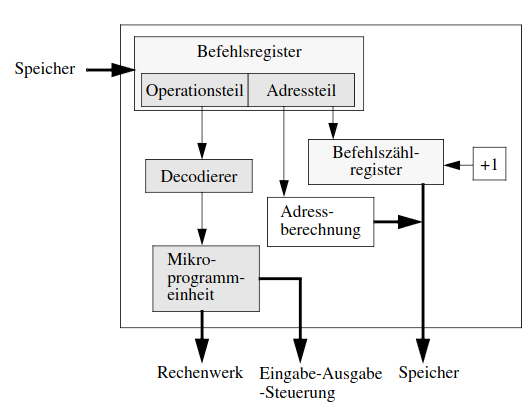 Befehlsregister
Speicher
Operationsteil
Adressteil
Befehlszähl-
register
+1
Decodierer
Adress-
berechnung
Mikro-
programm-
einheit
Rechenwerk
Eingabe-Ausgabe
-Steuerung
Speicher